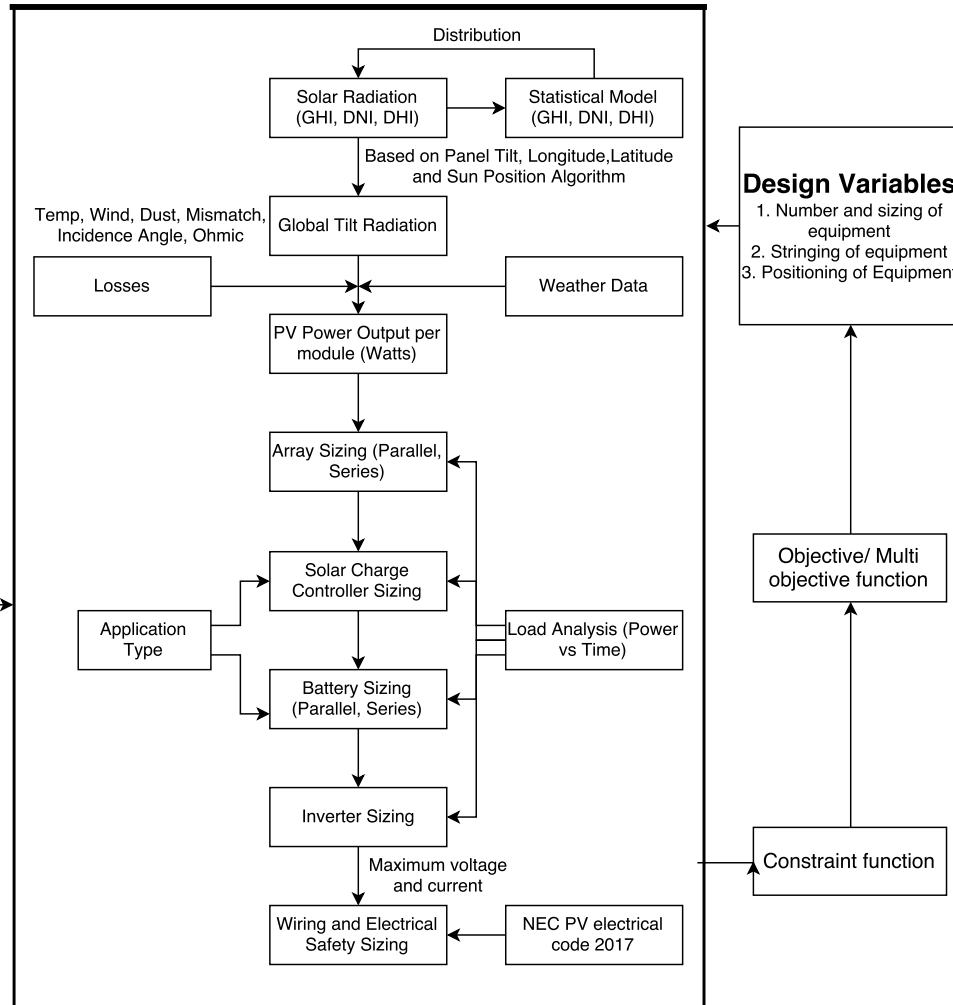 Distribution
Solar Radiation
(GHI, DNI, DHI)
Statistical Model
(GHI, DNI, DHI)
Based on Panel Tilt, Longitude,Latitude
and Sun Position Algorithm
Design Variables
1. Number and sizing of
equipment
2. Stringing of equipment
3. Positioning of Equipment
Temp, Wind, Dust, Mismatch,
Incidence Angle, Ohmic
Global Tilt Radiation
Losses
Weather Data
PV Power Output per
module (Watts)
Array Sizing (Parallel,
Series)
Solar Charge
Controller Sizing
Objective/ Multi
objective function
Application
Type
Load Analysis (Power
vs Time)
Battery Sizing
(Parallel, Series)
Inverter Sizing
Maximum voltage
and current
Constraint function
Wiring and Electrical
Safety Sizing
NEC PV electrical
code 2017